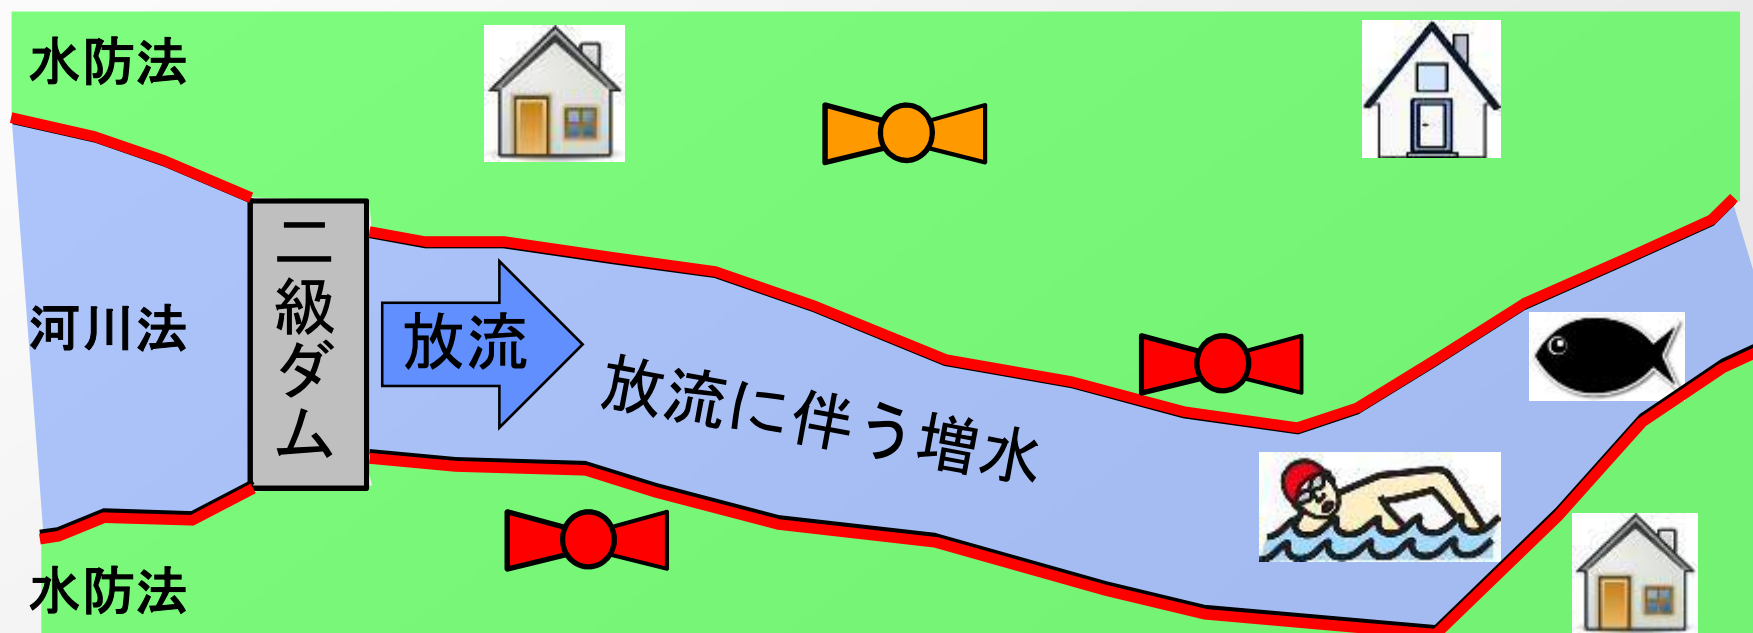 水防法
河川法
二級ダム
放流
放流に伴う増水
水防法